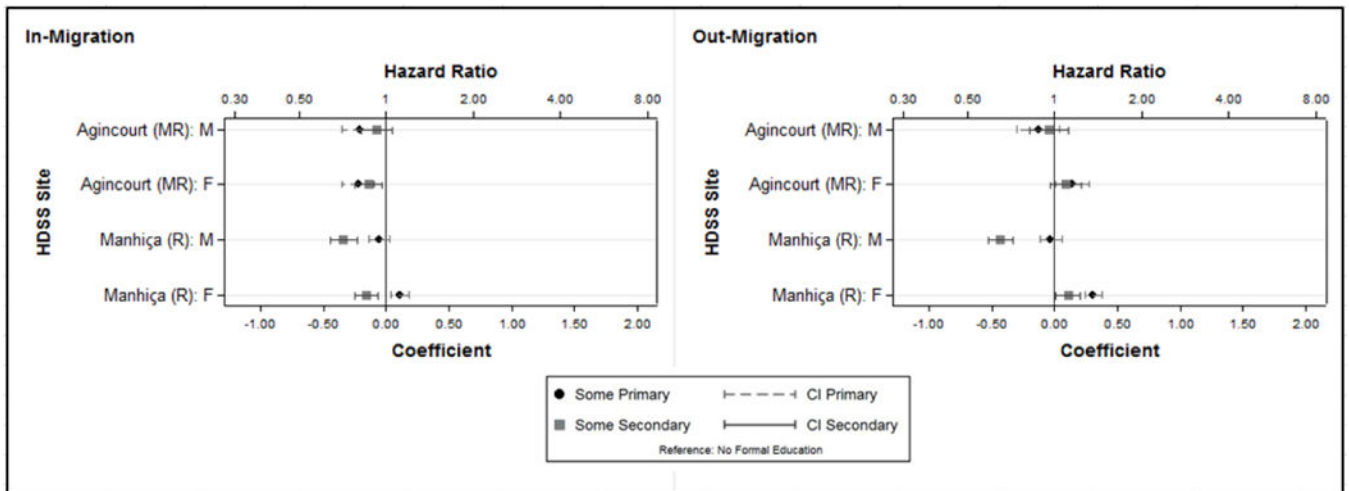 In-Migration
Hazard Ratio
0.30 0.50 1 2.00 4.00 8.00
HDSS Site
Agincourt (MR): M
Agincourt (MR): F
Manhiça (R): M
Manhiça (R): F
-1.00 -0.50 0.00 0.50 1.00 1.50 2.00
Coefficient
Out-Migration
Hazard Ratio
0.30 0.50 1 2.00 4.00 8.00
HDSS Site
Agincourt (MR): M
Agincourt (MR): F
Manhiça (R): M
Manhiça (R): F
-1.00 -0.50 0.00 0.50 1.00 1.50 2.00
Coefficient
Some Primary CI Primary
Some Secondary CI Secondary
Reference: No Formal Education